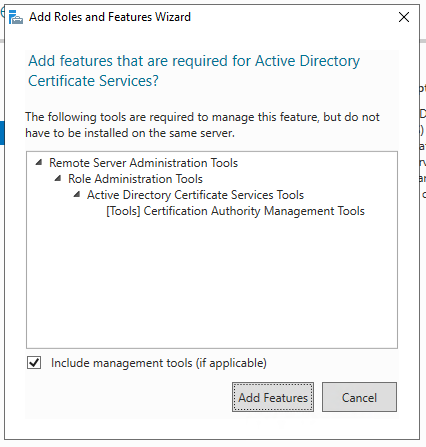 Add Roles and Features Wizard
Add features that are required for Active Directory
Certificate Services?
The following tools are required to manage this feature, but do not
have to be installed on the same server.
Remote Server Administration Tools
Role Administration Tools
Active Directory Certificate Services Tools
[Tools] Certification Authority Management Tools
Include management tools (if applicable)
Add Features
Cancel